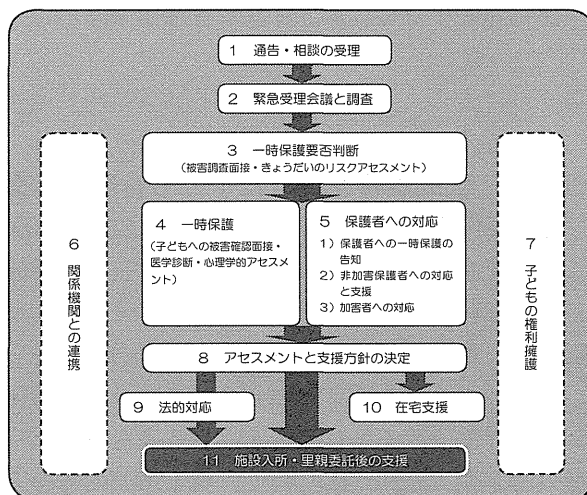 1 通告・相談の受理
2 緊急受理会議と調査
3 一時保護要否判断
(被害調査面接・きょうだいのリスクアセスメント)
4 一時保護
(子どもへの被害確認面接・
医学診断・心理学的アセスメ
ント)
5 保護者への対応
1)保護者への一時保護の
告知
2)非加害保護者への対応
と支援
3)加害者への対応
6 関係機関との連携
7 子どもの権利擁護
8 アセスメントと支援方針の決定
9 法的対応
10 在宅支援
11 施設入所・里親委託後の支援